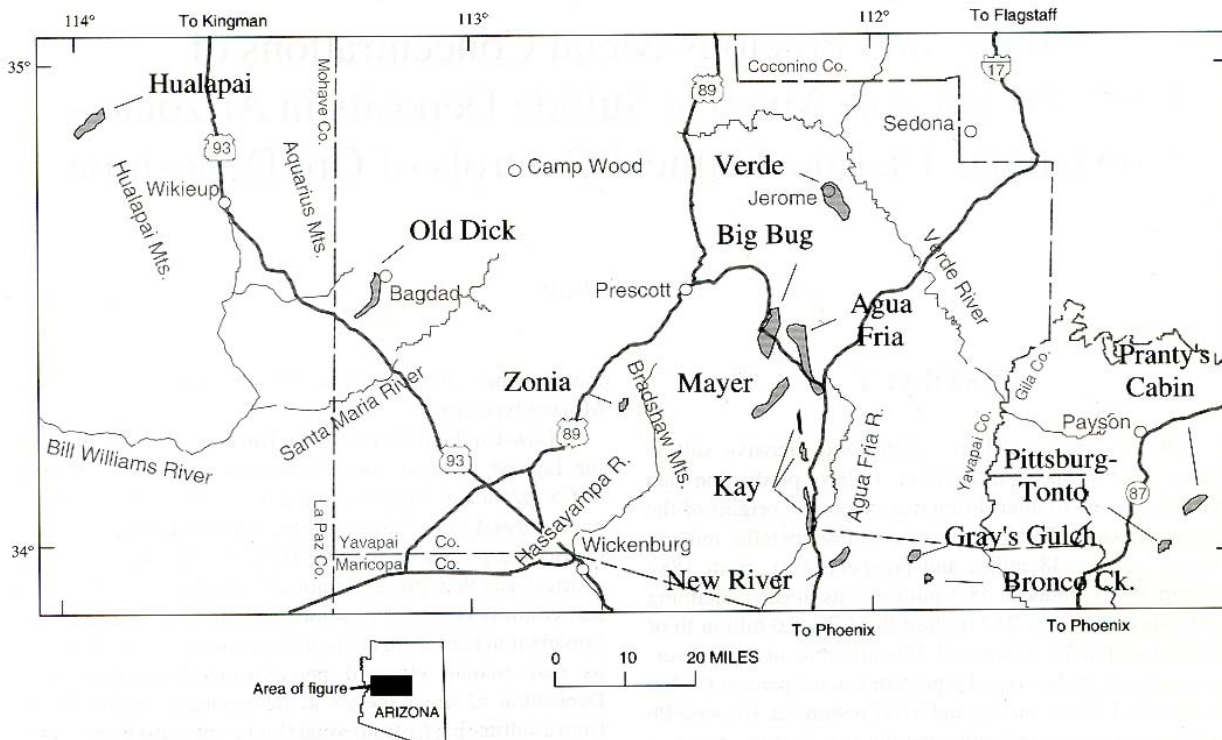 To Kingman
To Flagstaff
114°
113°
112°
35°
34°
Hualapai
93
Mohave Co.
Wikieup
Hualapai Mts.
Aquarius Mts.
89
Coconino Co.
17
Sedona
Camp Wood
Verde
Jerome
Old Dick
Bagdad
Big Bug
Prescott
Verde River
Agua
Fria
Zonia
Mayer
Bradshaw Mts.
Santa Maria River
Bill Williams River
89
93
Hassayampa R.
Kay
Agua Fria R.
Yavapai Co.
Gila Co.
Pranty's
Cabin
Payson
Pittsburg-
Tonto
87
La Paz Co.
Yavapai Co.
Maricopa Co.
Wickenburg
New River
Gray's Gulch
Bronco Ck.
To Phoenix
To Phoenix
0 10 20 MILES
Area of figure
ARIZONA